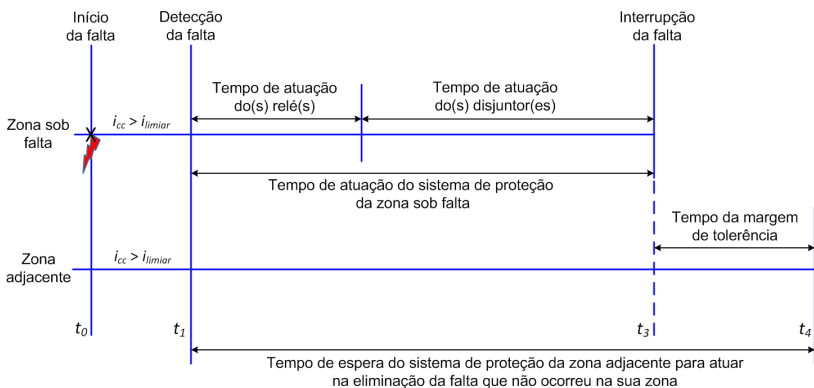 Início
da falta
Detecção
da falta
Interrupção
da falta
Tempo de atuação
do(s) relé(s)
Tempo de atuação
do(s) disjuntor(es)
Zona sob
falta
icc > ilimiar
Tempo de atuação do sistema de proteção
da zona sob falta
Tempo da margem
de tolerência
Zona
adjacente
icc > ilimiar
t0
t1
t3
t4
Tempo de espera do sistema de proteção da zona adjacente para atuar
na eliminação da falta que não ocorreu na sua zona